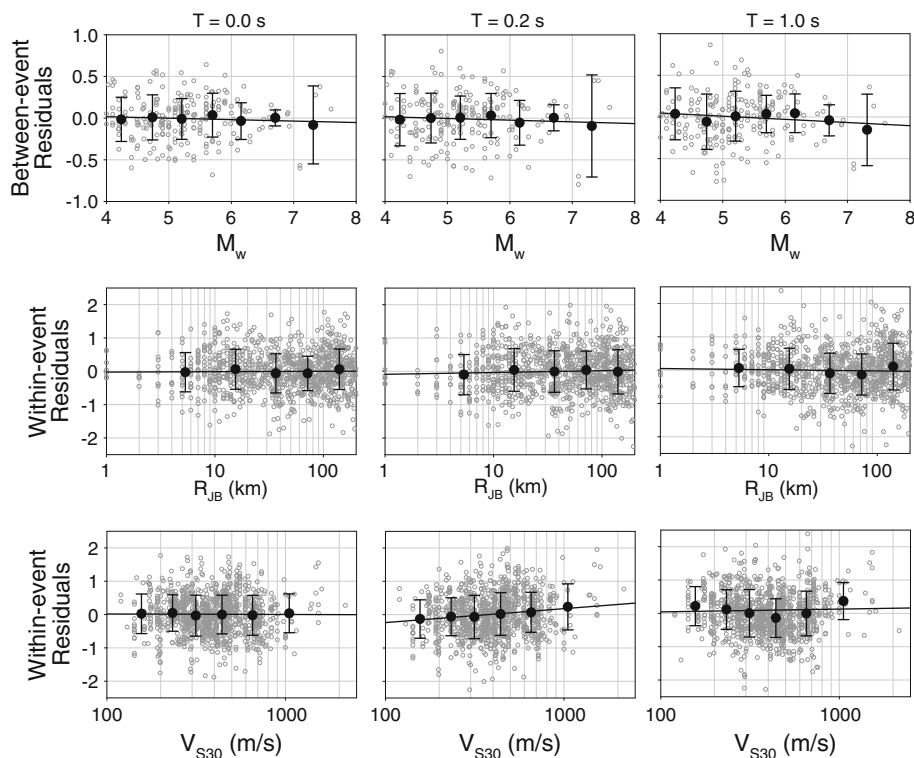 T = 0.0 s
T = 0.2 s
T = 1.0 s
Between-event
Residuals
1.0
0.5
0.0
-0.5
-1.0
4 5 6 7 8
4 5 6 7 8
4 5 6 7 8
Mw
Mw
Mw
Within-event
Residuals
2
1
0
-1
-2
1 10 100
1 10 100
1 10 100
RJB (km)
RJB (km)
RJB (km)
Within-event
Residuals
2
1
0
-1
-2
100 1000
100 1000
100 1000
VS30 (m/s)
VS30 (m/s)
VS30 (m/s)